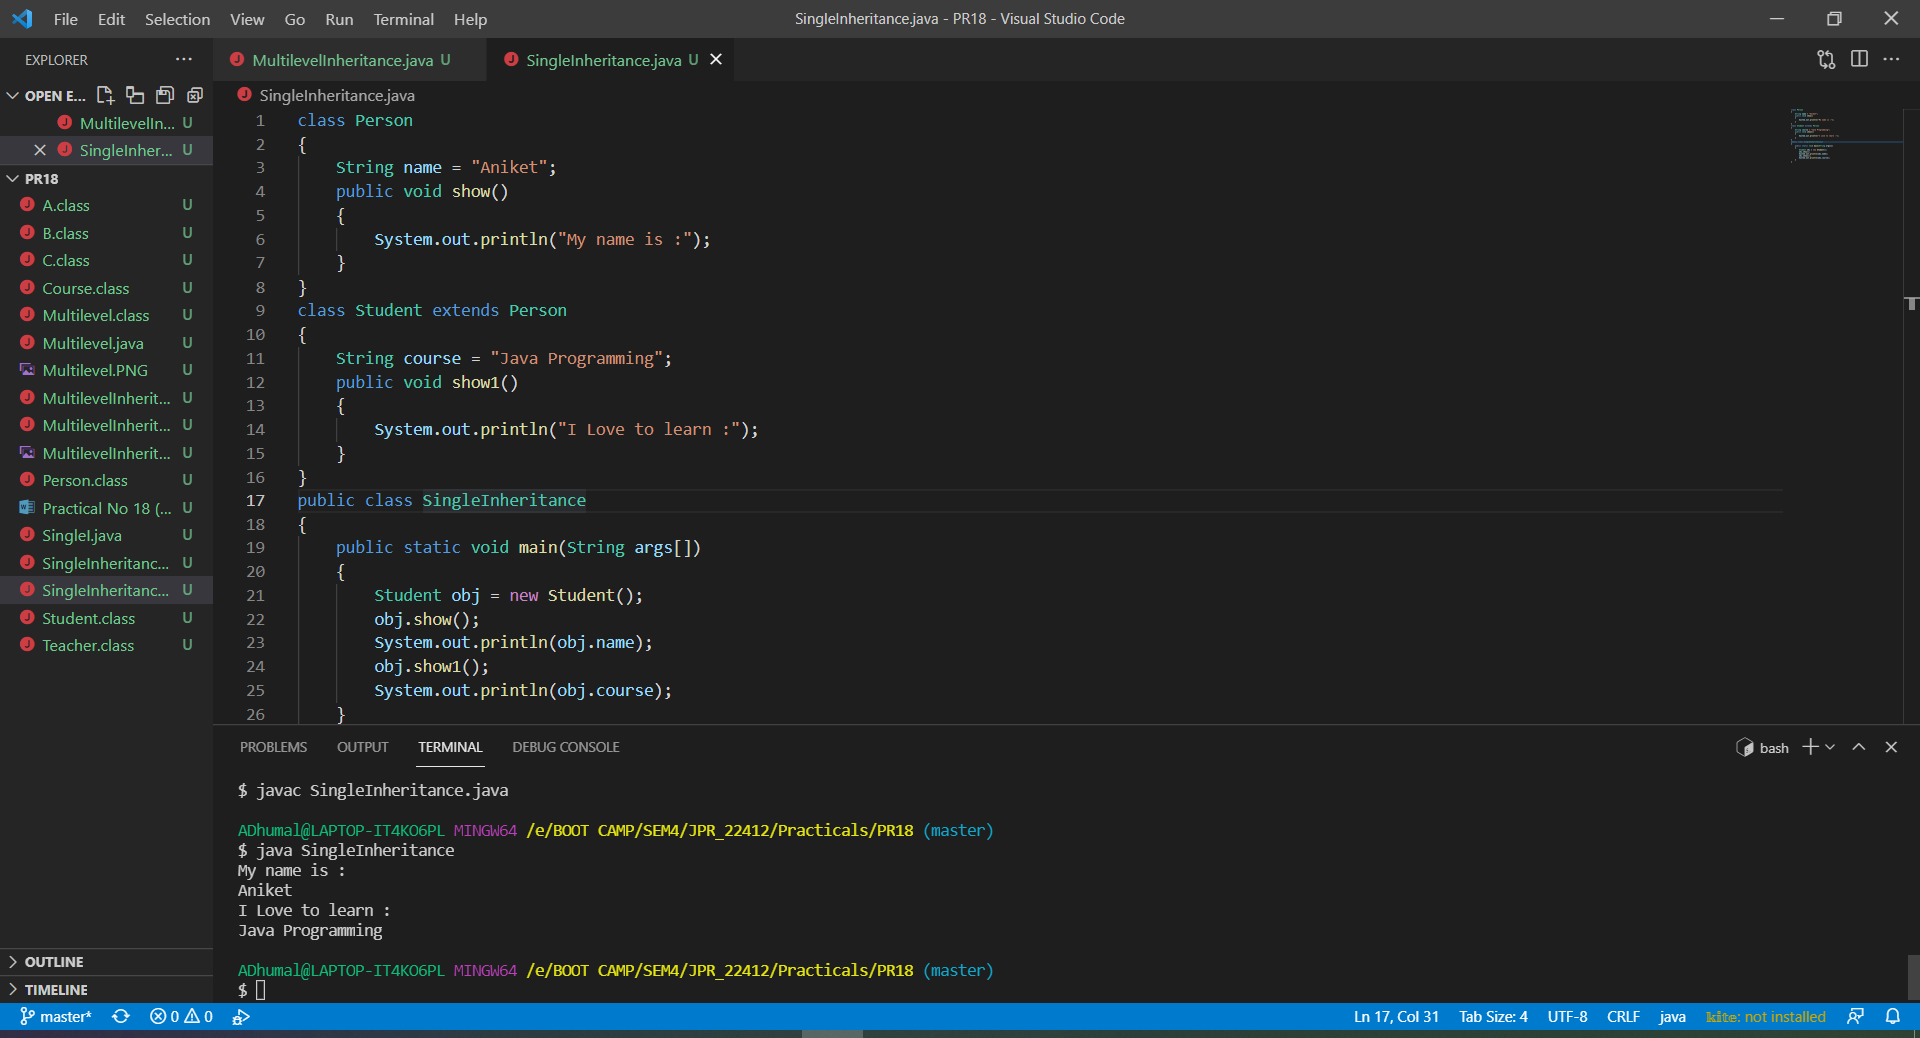 File Edit Selection View Go Run Terminal Help
SingleInheritance.java - PR18 - Visual Studio Code
EXPLORER
OPEN E...
MultilevelIn... U
SingleInher... U
PR18
A.class U
B.class U
C.class U
Course.class U
Multilevel.class U
Multilevel.java U
Multilevel.PNG U
MultilevelInherit... U
MultilevelInherit... U
MultilevelInherit... U
Person.class U
Practical No 18 (... U
SingleI.java U
SingleInheritanc... U
SingleInheritanc... U
Student.class U
Teacher.class U
OUTLINE
TIMELINE
MultilevelInheritance.java U
SingleInheritance.java U
SingleInheritance.java
1 class Person
2 {
3     String name = "Aniket";
4     public void show()
5     {
6         System.out.println("My name is :");
7     }
8 }
9 class Student extends Person
10 {
11     String course = "Java Programming";
12     public void show1()
13     {
14         System.out.println("I Love to learn :");
15     }
16 }
17 public class SingleInheritance
18 {
19     public static void main(String args[])
20     {
21         Student obj = new Student();
22         obj.show();
23         System.out.println(obj.name);
24         obj.show1();
25         System.out.println(obj.course);
26     }
PROBLEMS OUTPUT TERMINAL DEBUG CONSOLE
bash
$ javac SingleInheritance.java
ADhumal@LAPTOP-IT4KO6PL MINGW64 /e/BOOT CAMP/SEM4/JPR_22412/Practicals/PR18 (master)
$ java SingleInheritance
My name is :
Aniket
I Love to learn :
Java Programming
ADhumal@LAPTOP-IT4KO6PL MINGW64 /e/BOOT CAMP/SEM4/JPR_22412/Practicals/PR18 (master)
$
master* 0 0
Ln 17, Col 31 Tab Size: 4 UTF-8 CRLF java kite: not installed